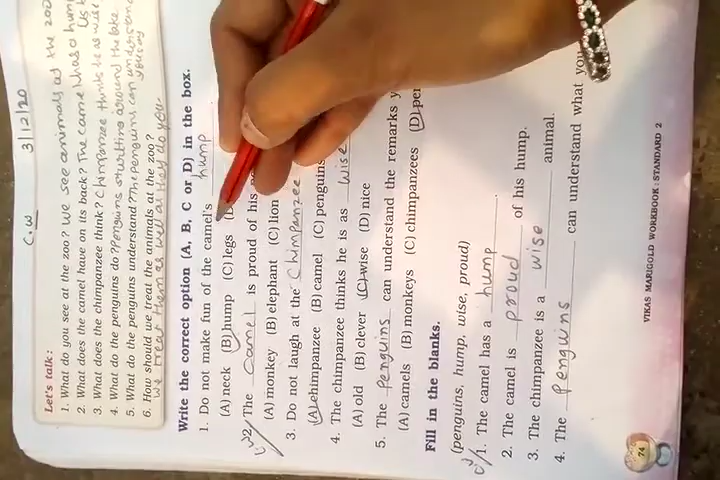 C.W 3/12/20
Let's talk:
1. What do you see at the zoo? We see animals at the zoo
2. What does the camel have on its back? The camel has a hump
3. What does the chimpanzee think? Chimpanzee thinks he as wise
4. What do the penguins do? Penguins around the lake
5. What do the penguins understand? The penguins can understand
6. How should we treat the animals at the zoo?
We treat them as well as they do you
Write the correct option (A, B, C or D) in the box.
1. Do not make fun of the camel's hump
(A) neck (B) hump (C) legs (D
2. The camel is proud of his
(A) monkey (B) elephant (C) lion
3. Do not laugh at the Chimpanzee
(A) chimpanzee (B) camel (C) penguins
4. The chimpanzee thinks he is as wise
(A) old (B) clever (C) wise (D) nice
5. The Penguins can understand the remarks
(A) camels (B) monkeys (C) chimpanzees (D)
Fill in the blanks.
(penguins, hump, wise, proud)
1. The camel has a hump.
2. The camel is proud of his hump.
3. The chimpanzee is a wise animal.
4. The Penguins can understand what
74
VIKAS MARIGOLD WORKBOOK : STANDARD 2